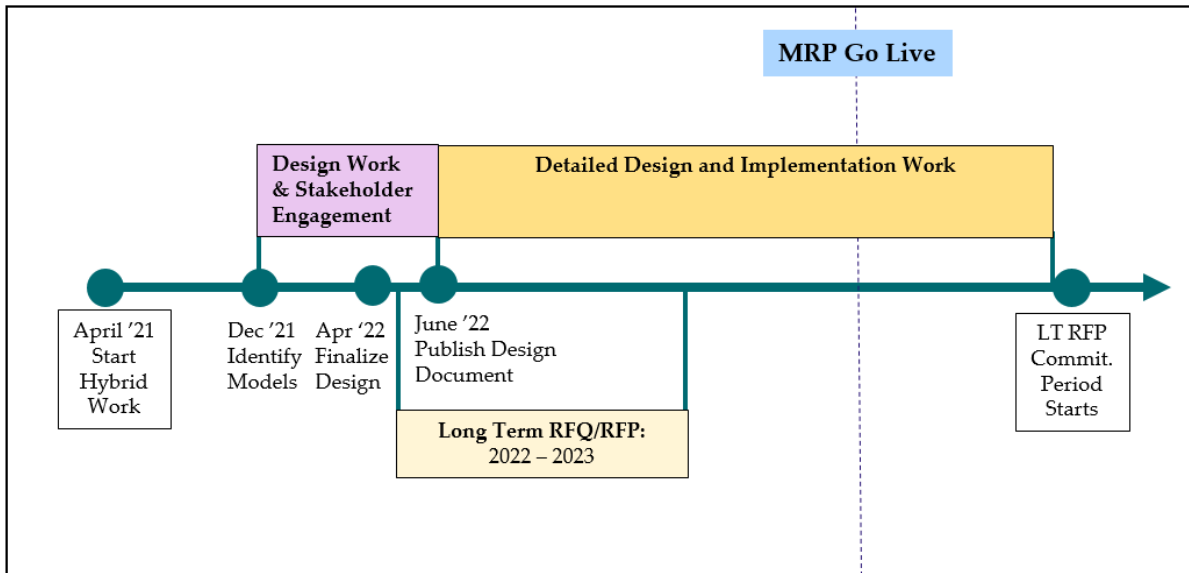 MRP Go Live
Design Work
& Stakeholder
Engagement
Detailed Design and Implementation Work
April ’21
Start
Hybrid
Work
Dec ’21
Identify
Models
Apr ‘22
Finalize
Design
June ’22
Publish Design
Document
LT RFP
Commit.
Period
Starts
Long Term RFQ/RFP:
2022 – 2023